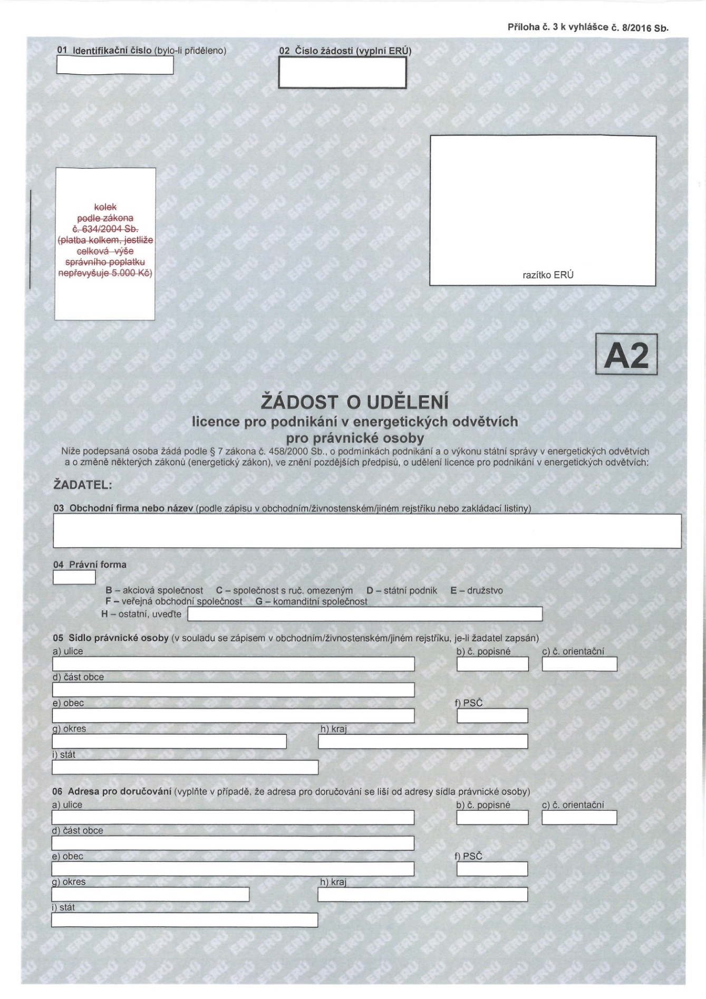 Příloha č. 3 k vyhlášce č. 8/2016 Sb.
01 Identifikační číslo (bylo-li přiděleno)
02 Číslo žádosti (vyplní ERÚ)
kolek
podle zákona
č. 634/2004 Sb.
(platba kolkem, jestliže
celková výše
správního poplatku
nepřevyšuje 5.000 Kč)
razítko ERÚ
A2
ŽÁDOST O UDĚLENÍ
licence pro podnikání v energetických odvětvích
pro právnické osoby
Níže podepsaná osoba žádá podle § 7 zákona č. 458/2000 Sb., o podmínkách podnikání a o výkonu státní správy v energetických odvětvích
a o změně některých zákonů (energetický zákon), ve znění pozdějších předpisů, o udělení licence pro podnikání v energetických odvětvích:
ŽADATEL:
03 Obchodní firma nebo název (podle zápisu v obchodním/živnostenském/jiném rejstříku nebo zakládací listiny)
04 Právní forma
B – akciová společnost C – společnost s ruč. omezeným D – státní podnik E – družstvo
F – veřejná obchodní společnost G – komanditní společnost
H – ostatní, uveďte
05 Sídlo právnické osoby (v souladu se zápisem v obchodním/živnostenském/jiném rejstříku, je-li žadatel zapsán)
a) ulice b) č. popisné c) č. orientační
d) část obce
e) obec f) PSČ
g) okres h) kraj
i) stát
06 Adresa pro doručování (vyplňte v případě, že adresa pro doručování se liší od adresy sídla právnické osoby)
a) ulice b) č. popisné c) č. orientační
d) část obce
e) obec f) PSČ
g) okres h) kraj
i) stát